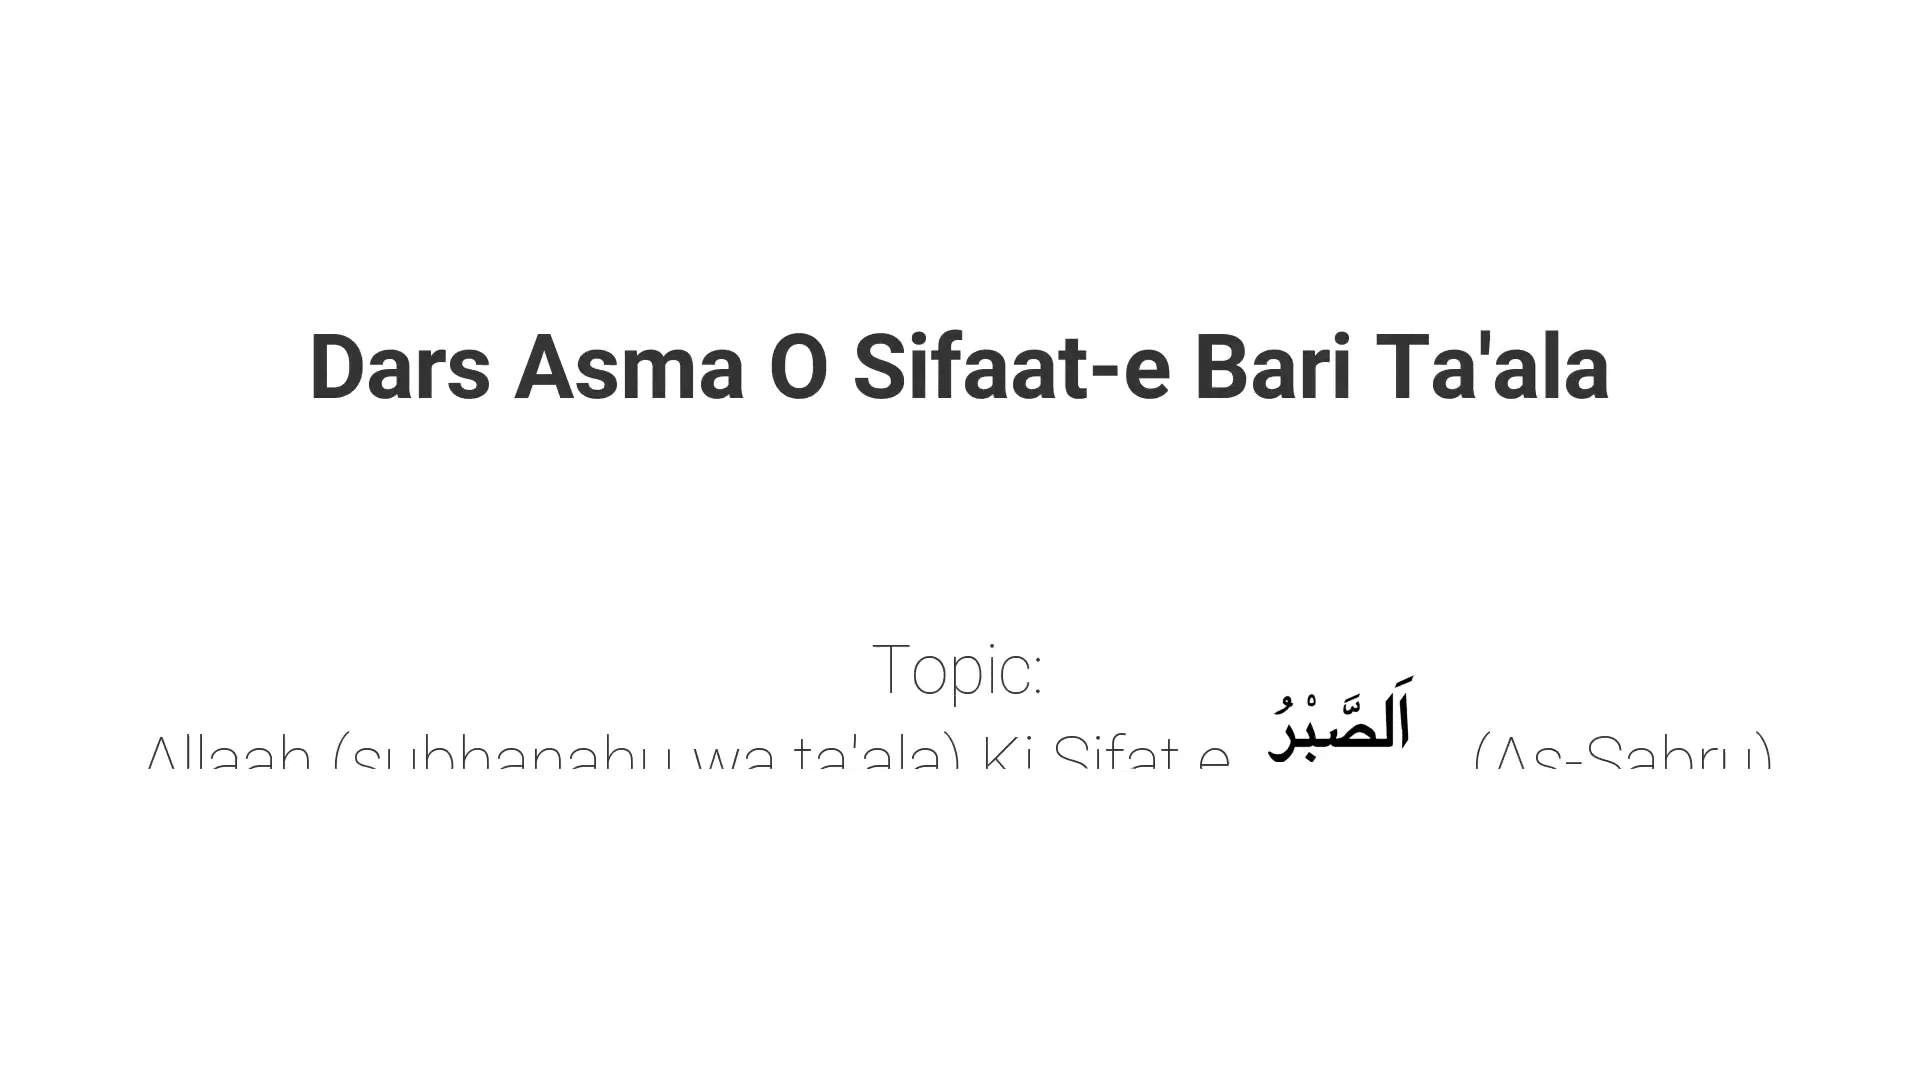 Dars Asma O Sifaat-e Bari Ta'ala
Topic:
Allaah (subhanahu wa ta'ala) Ki Sifat e اَلصَّبْرُ (As-Sabru)